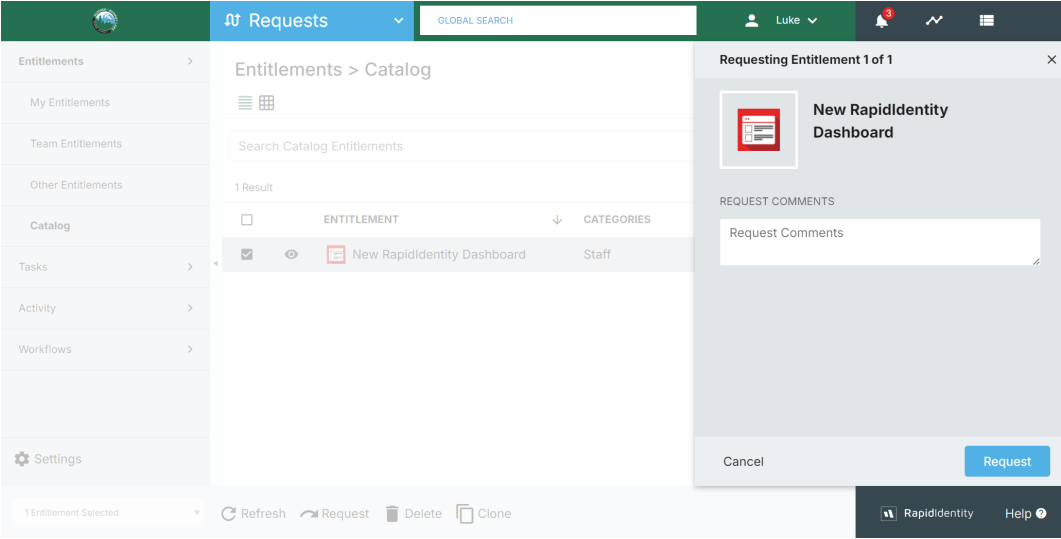 Requests
GLOBAL SEARCH
Luke
3
Entitlements
My Entitlements
Team Entitlements
Other Entitlements
Catalog
Tasks
Activity
Workflows
Settings
1 Entitlement Selected
Entitlements > Catalog
Search Catalog Entitlements
1 Result
ENTITLEMENT CATEGORIES
New RapidIdentity Dashboard Staff
Refresh Request Delete Clone
Requesting Entitlement 1 of 1
New RapidIdentity
Dashboard
REQUEST COMMENTS
Request Comments
Cancel Request
RapidIdentity Help